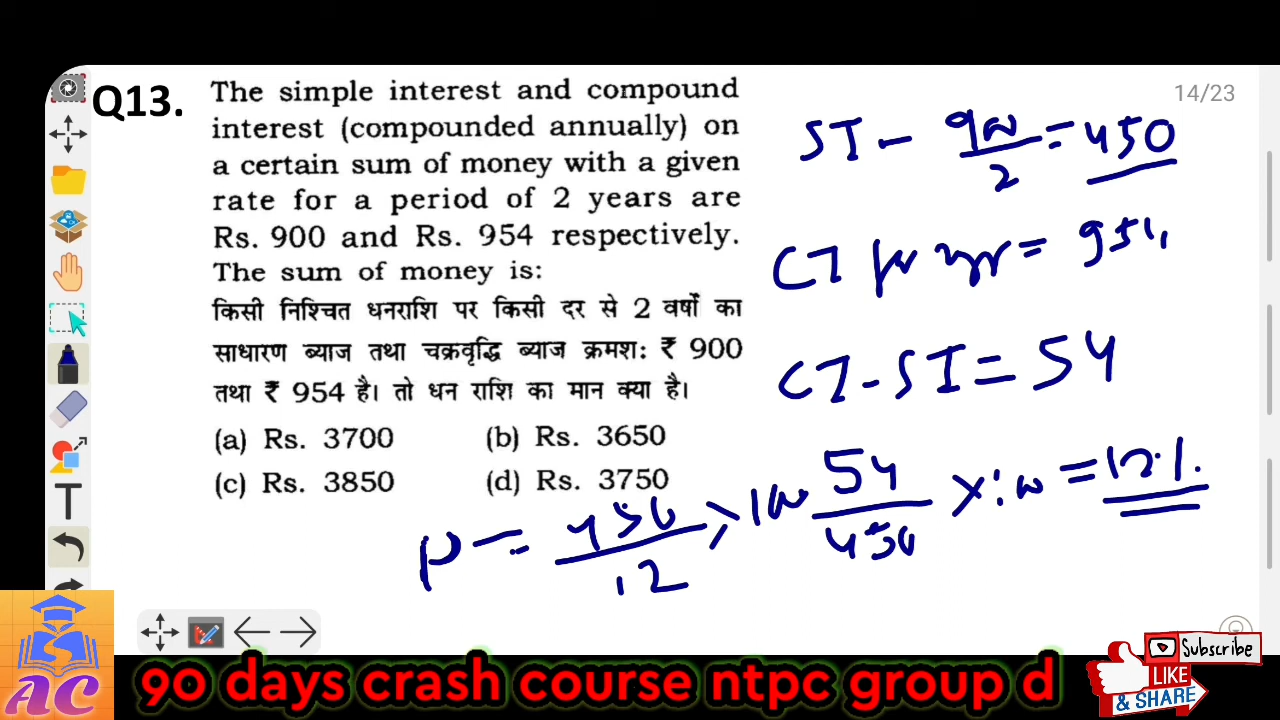 Q13.
The simple interest and compound
interest (compounded annually) on
a certain sum of money with a given
rate for a period of 2 years are
Rs. 900 and Rs. 954 respectively.
The sum of money is:
किसी निश्चित धनराशि पर किसी दर से 2 वर्षों का
साधारण ब्याज तथा चक्रवृद्धि ब्याज क्रमश: ₹ 900
तथा ₹ 954 है। तो धन राशि का मान क्या है।
(a) Rs. 3700 (b) Rs. 3650
(c) Rs. 3850 (d) Rs. 3750
14/23
SI - 900/2 = 450
CI = 954
CI - SI = 54
54/450 × 100 = 12%
P = 450/12 × 100
T
AC
90 days crash course ntpc group d
Subscribe
LIKE
& SHARE